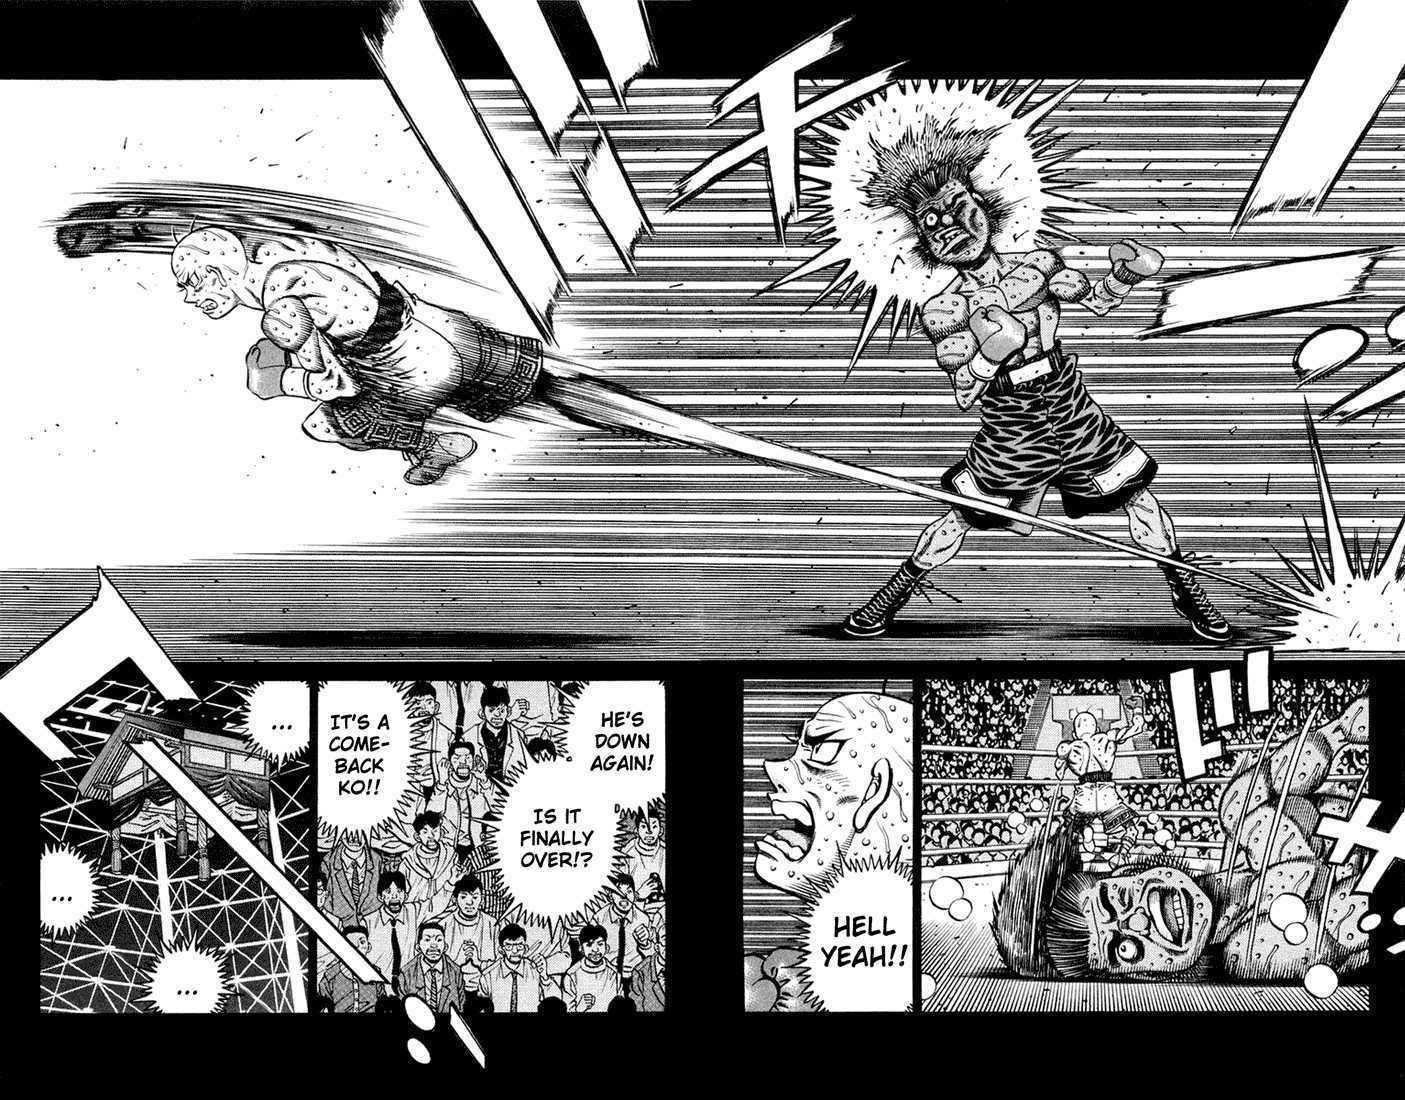 HELL
YEAH!!
HE'S
DOWN
AGAIN!
IS IT
FINALLY
OVER!?
IT'S A
COME-
BACK
KO!!
...
...
...